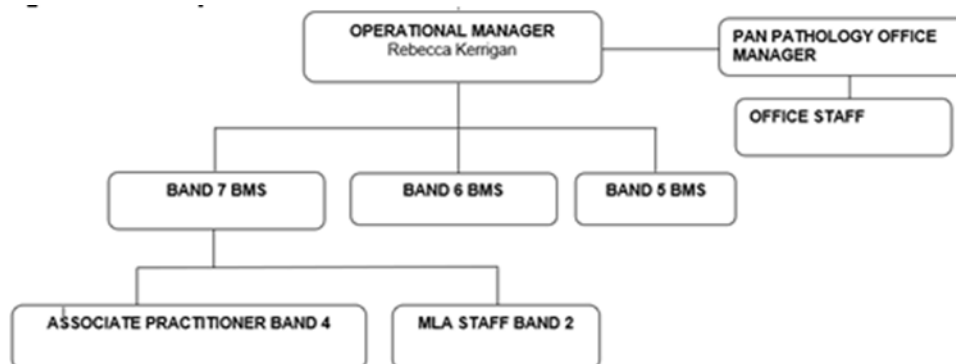 OPERATIONAL MANAGER
Rebecca Kerrigan
PAN PATHOLOGY OFFICE
MANAGER
OFFICE STAFF
BAND 7 BMS
BAND 6 BMS
BAND 5 BMS
ASSOCIATE PRACTITIONER BAND 4
MLA STAFF BAND 2